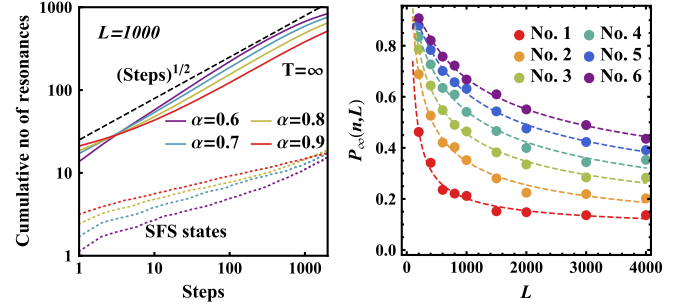 1000
L=1000
(Steps)^{1/2}
T=∞
100
α=0.6
α=0.8
α=0.7
α=0.9
10
SFS states
1
1
10
100
1000
Steps
Cumulative no of resonances
No. 1
No. 4
No. 2
No. 5
No. 3
No. 6
0.8
0.6
0.4
0.2
0.0
0
1000
2000
3000
4000
L
P∞(n,L)